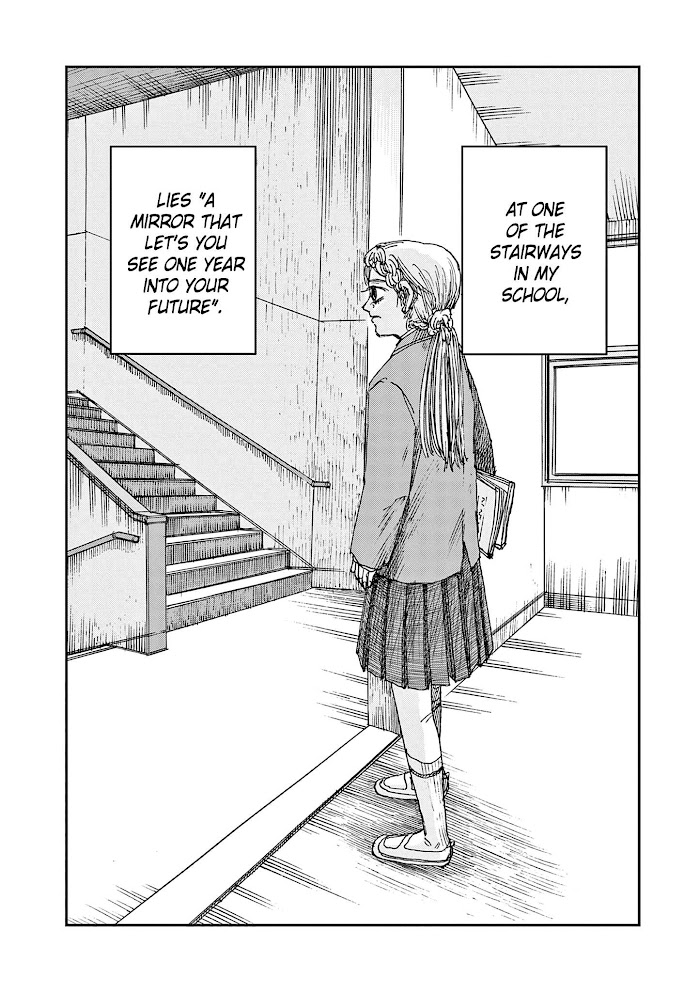 AT ONE
OF THE
STAIRWAYS
IN MY
SCHOOL,
LIES "A
MIRROR THAT
LET'S YOU
SEE ONE YEAR
INTO YOUR
FUTURE".